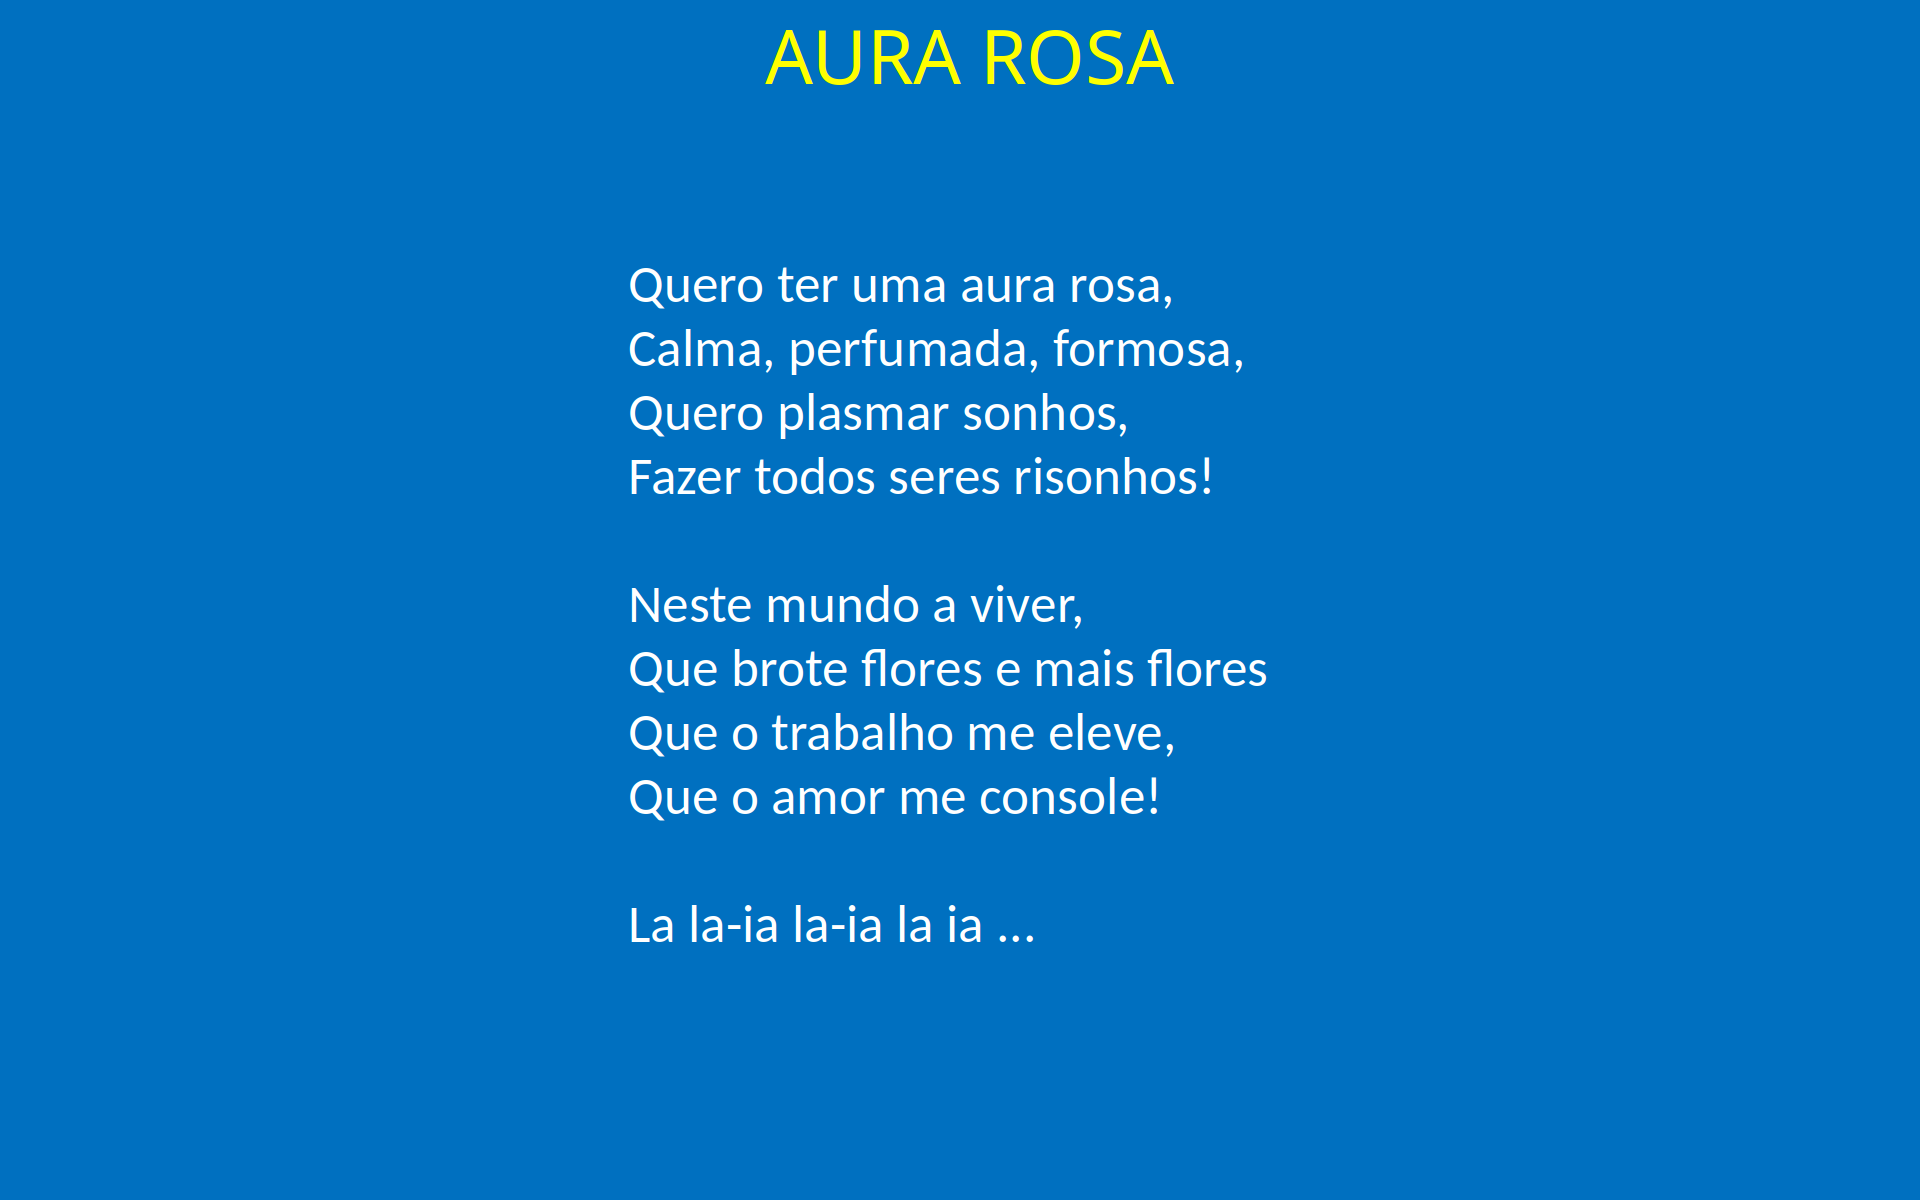 AURA ROSA
Quero ter uma aura rosa,
Calma, perfumada, formosa,
Quero plasmar sonhos,
Fazer todos seres risonhos!
Neste mundo a viver,
Que brote flores e mais flores
Que o trabalho me eleve,
Que o amor me console!
La la-ia la-ia la ia ...